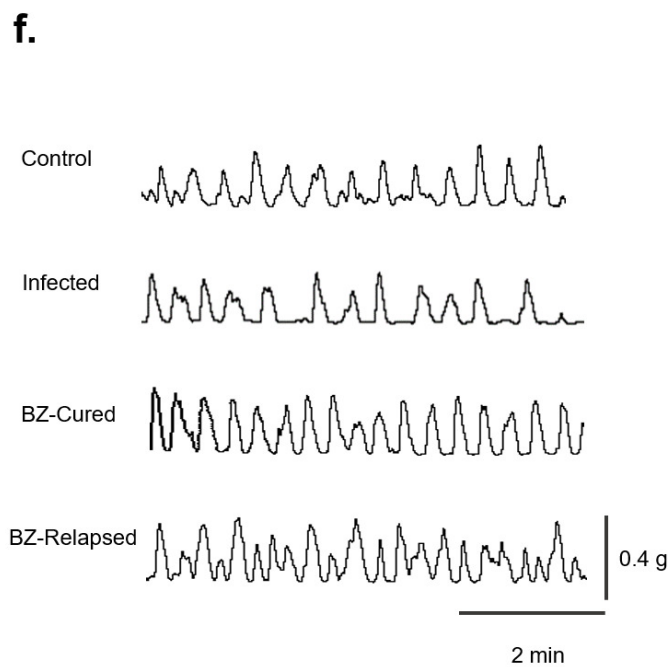 f.
Control
Infected
BZ-Cured
BZ-Relapsed
0.4 g
2 min